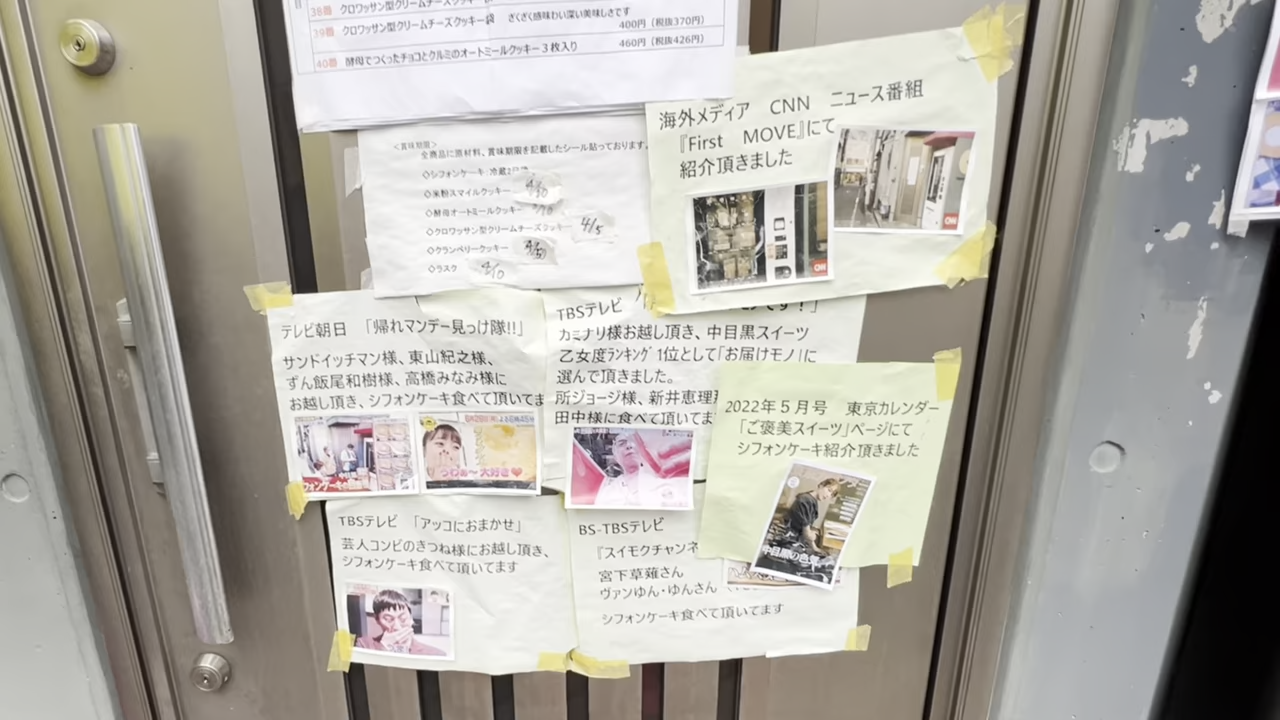 38番 クロワッサン型クリームチーズクッキー
39番 クロワッサン型クリームチーズクッキー袋 ざくざく感味わい深い美味しさです
400円（税抜370円）
40番 酵母でつくったチョコとクルミのオートミールクッキー３枚入り 460円（税抜426円）
＜賞味期限＞
全商品に原材料、賞味期限を記載したシール貼っております。
◇シフォンケーキ 冷蔵2日
◇米粉スマイルクッキー
◇酵母オートミールクッキー
◇クロワッサン型クリームチーズクッキー 4/5
◇クランベリークッキー 4/5
◇ラスク 4/10
海外メディア CNN ニュース番組
『First MOVE』にて
紹介頂きました
CNN
CNN
テレビ朝日 「帰れマンデー見っけ隊!!」
サンドイッチマン様、東山紀之様、
ずん飯尾和樹様、高橋みなみ様に
お越し頂き、シフォンケーキ食べて頂いてま
うわぁ〜大好き
TBSテレビ
です！」
カミナリ様お越し頂き、中目黒スイーツ
乙女度ランキング1位として「お届けモノ」に
選んで頂きました。
所ジョージ様、新井恵理
田中様に食べて頂いてま
2022年５月号 東京カレンダー
「ご褒美スイーツ」ページにて
シフォンケーキ紹介頂きました
中目黒の色気
TBSテレビ 「アッコにおまかせ」
芸人コンビのきつね様にお越し頂き、
シフォンケーキ食べて頂いてます
BS-TBSテレビ
『スイモクチャンネ
宮下草薙さん
ヴァンゆん・ゆんさん
シフォンケーキ食べて頂いてます